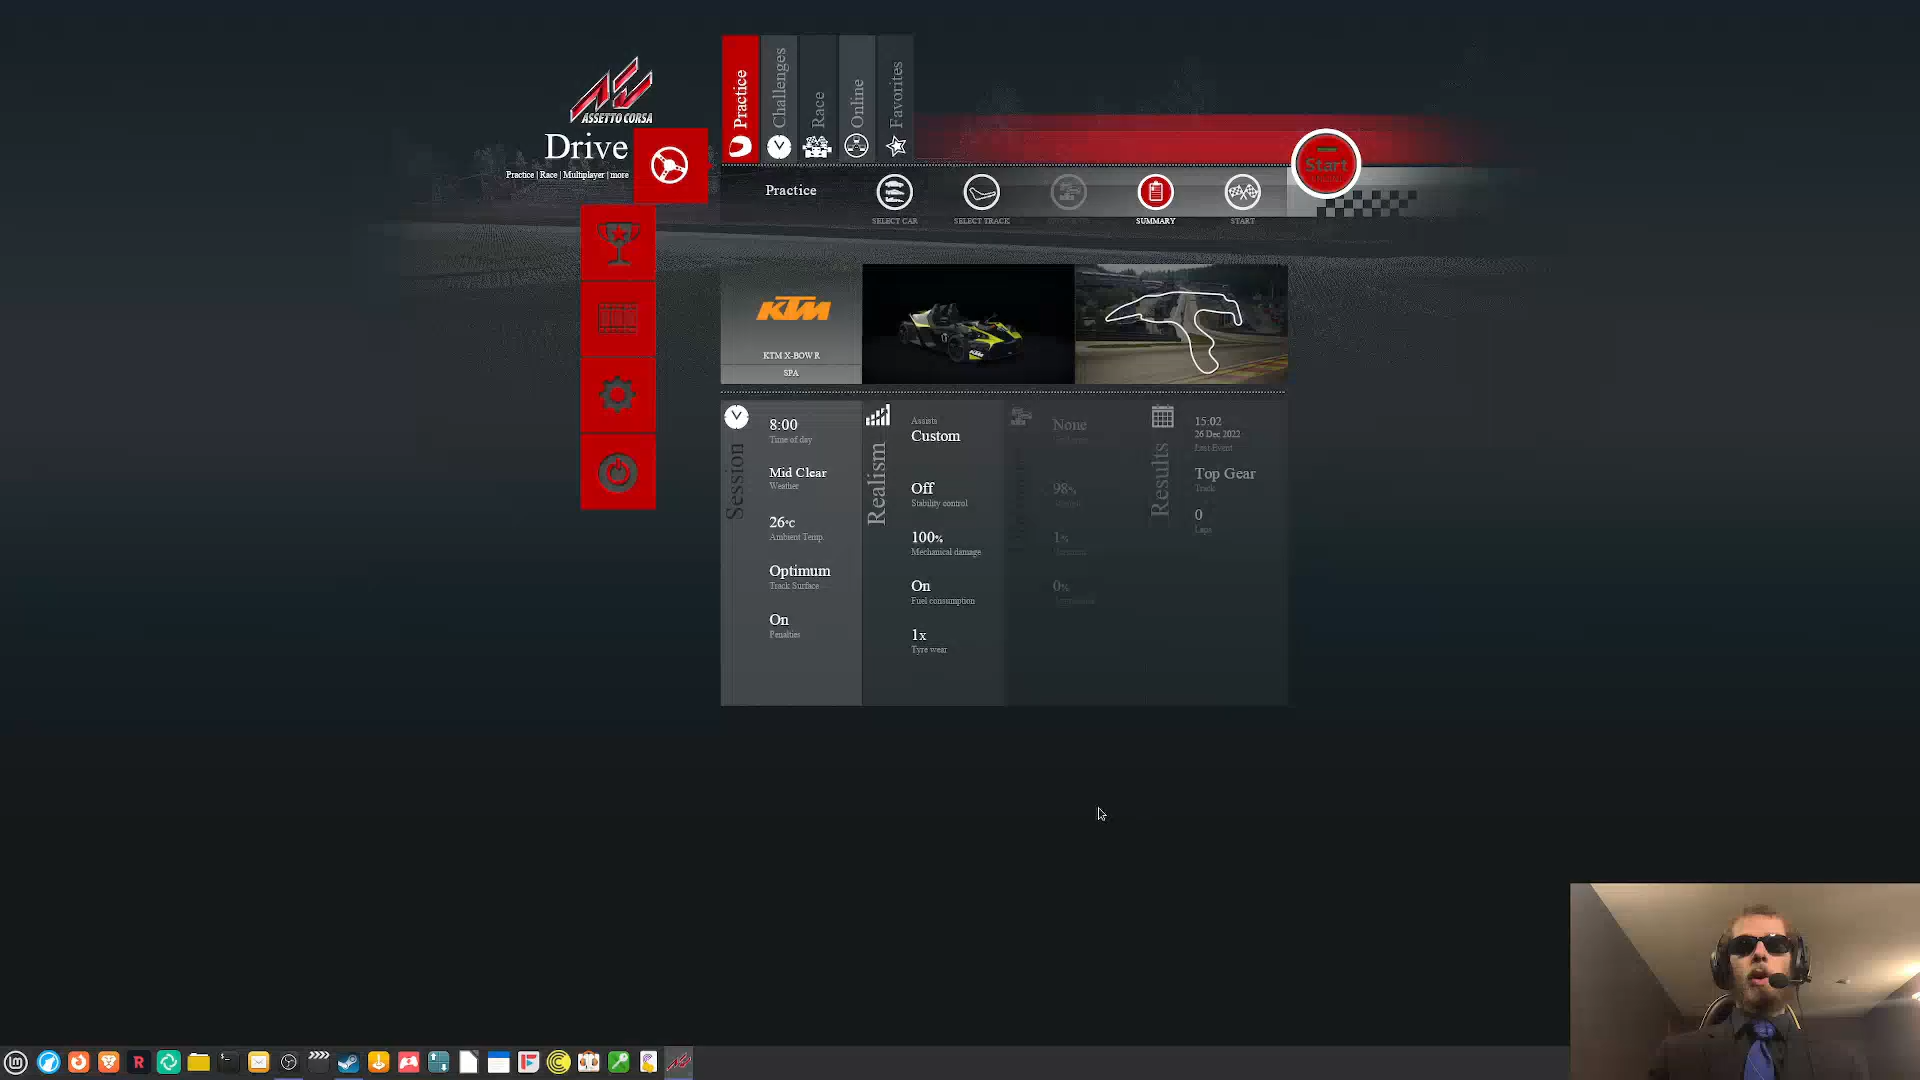 ASSETTO CORSA
Drive
Practice | Race | Multiplayer | more
Practice
Challenges
Race
Online
Favorites
Start
Practice
SELECT CAR
SELECT TRACK
SUMMARY
START
KTM
KTM X-BOW R
SPA
Session
8:00
Time of day
Mid Clear
Weather
26°C
Ambient Temp.
Optimum
Track Surface
On
Penalties
Realism
Assists
Custom
Off
Stability control
100%
Mechanical damage
On
Fuel consumption
1x
Tyre wear
None
98%
1%
0%
Results
15:02
26 Dec 2022
Last Event
Top Gear
Track
0
Laps